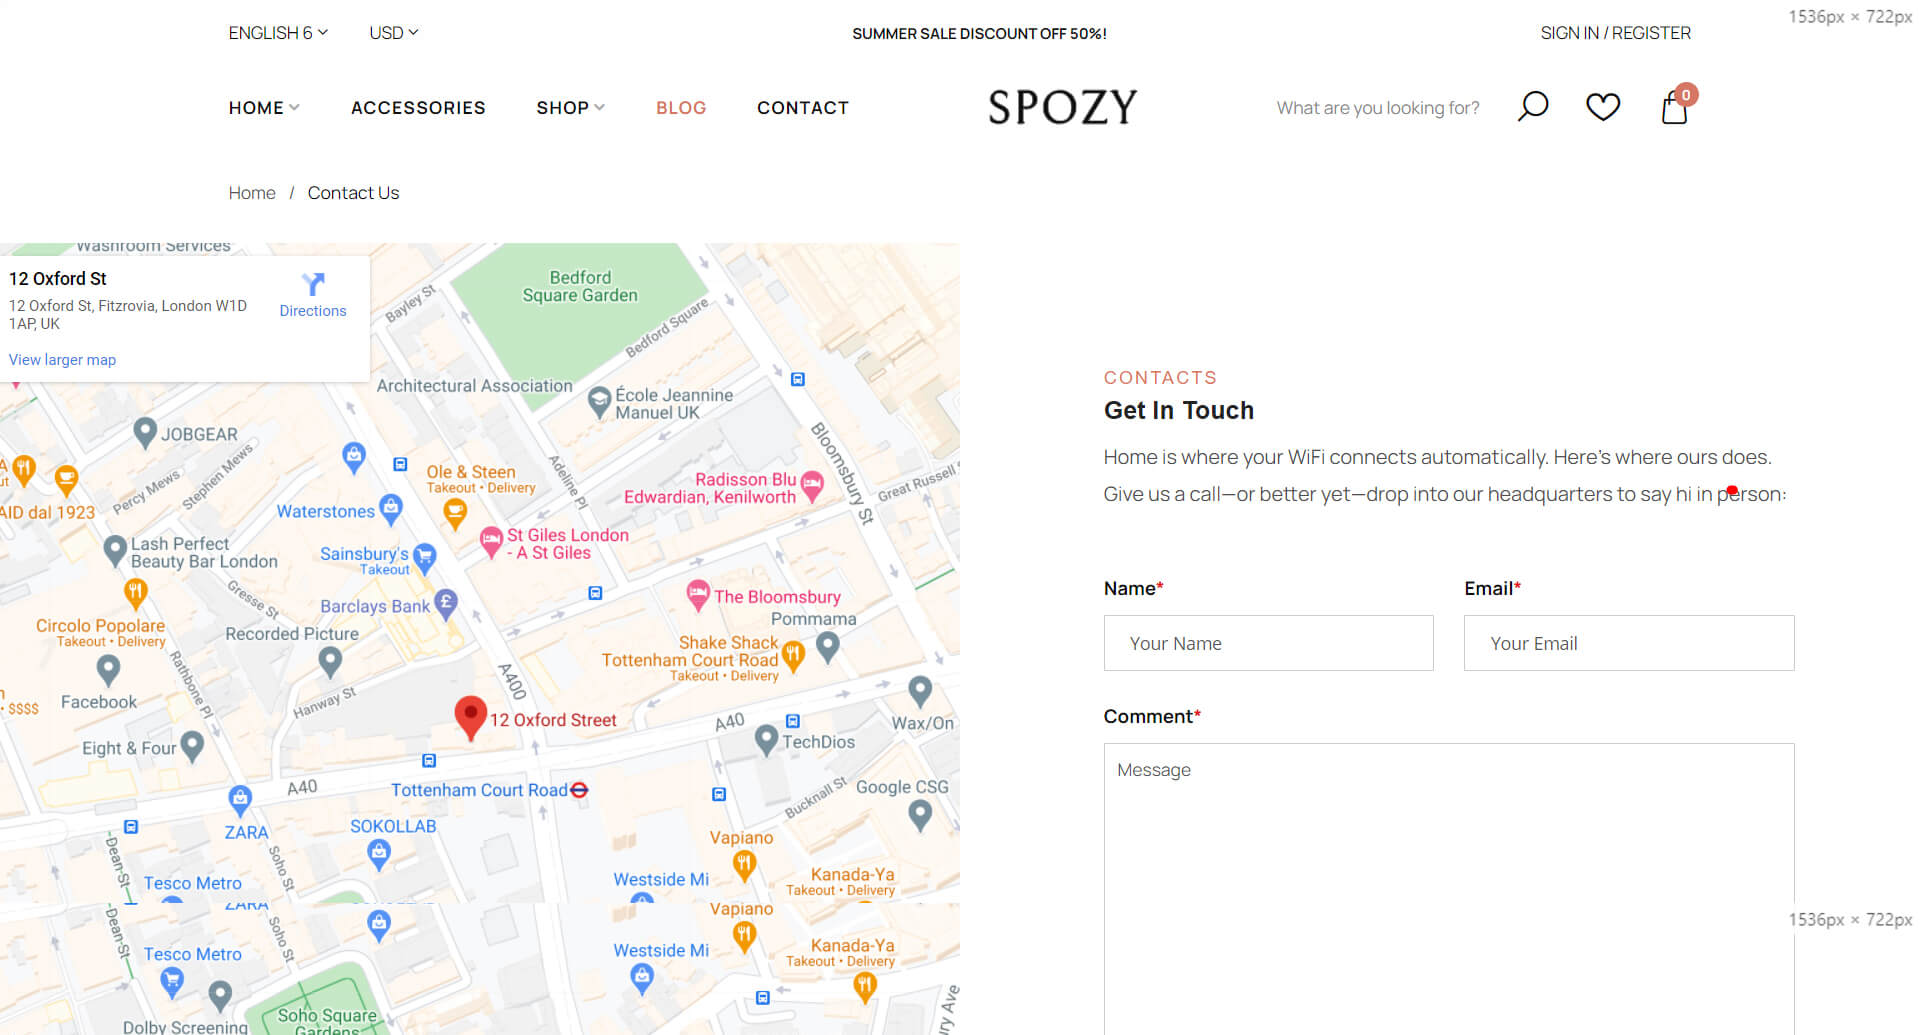 1536px × 722px
ENGLISH 6
USD
SUMMER SALE DISCOUNT OFF 50%!
SIGN IN / REGISTER
HOME
ACCESSORIES
SHOP
BLOG
CONTACT
SPOZY
What are you looking for?
0
Home / Contact Us
Washroom Services
12 Oxford St
12 Oxford St, Fitzrovia, London W1D
1AP, UK
Directions
View larger map
Bedford
Square Garden
Bayley St
Bedford Square
Architectural Association
École Jeannine
Manuel UK
JOBGEAR
Bloomsbury St
Ole & Steen
Takeout • Delivery
Adeline Pl
Radisson Blu
Edwardian, Kenilworth
Great Russell S
Percy Mews
Stephen Mews
AID dal 1923
Waterstones
St Giles London
- A St Giles
Lash Perfect
Beauty Bar London
Sainsbury's
Takeout
Gresse St
Barclays Bank
£
The Bloomsbury
Pommama
Circolo Popolare
Takeout • Delivery
Recorded Picture
Shake Shack
Tottenham Court Road
Takeout • Delivery
Rathbone Pl
A400
Facebook
• $$$$
Hanway St
12 Oxford Street
A40
Wax/On
Eight & Four
TechDios
A40
Tottenham Court Road
Bucknall St
Google CSG
ZARA
SOKOLLAB
Vapiano
Dean St
Soho St
Tesco Metro
Westside Mi
Kanada-Ya
Takeout • Delivery
ZARA
Vapiano
Dean St
Soho St
Tesco Metro
Westside Mi
Kanada-Ya
Takeout • Delivery
Soho Square
Gardens
Dolby Screening
ry Ave
CONTACTS
Get In Touch
Home is where your WiFi connects automatically. Here's where ours does.
Give us a call—or better yet—drop into our headquarters to say hi in person:
Name*
Email*
Your Name
Your Email
Comment*
Message
1536px × 722px